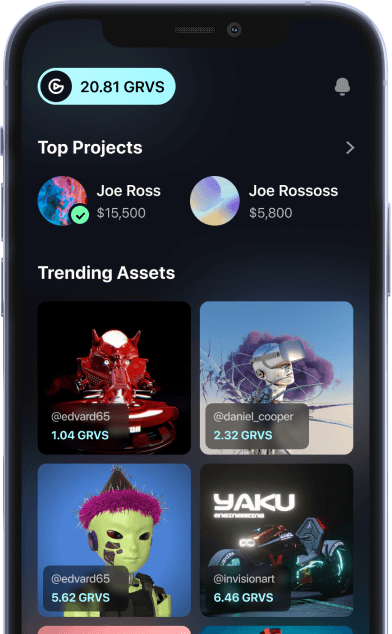 20.81 GRVS
Top Projects
Joe Ross
$15,500
Joe Rossoss
$5,800
Trending Assets
@edvard65
1.04 GRVS
@daniel_cooper
2.32 GRVS
@edvard65
5.62 GRVS
YAKU
ENGINEERING
@invisionart
6.46 GRVS